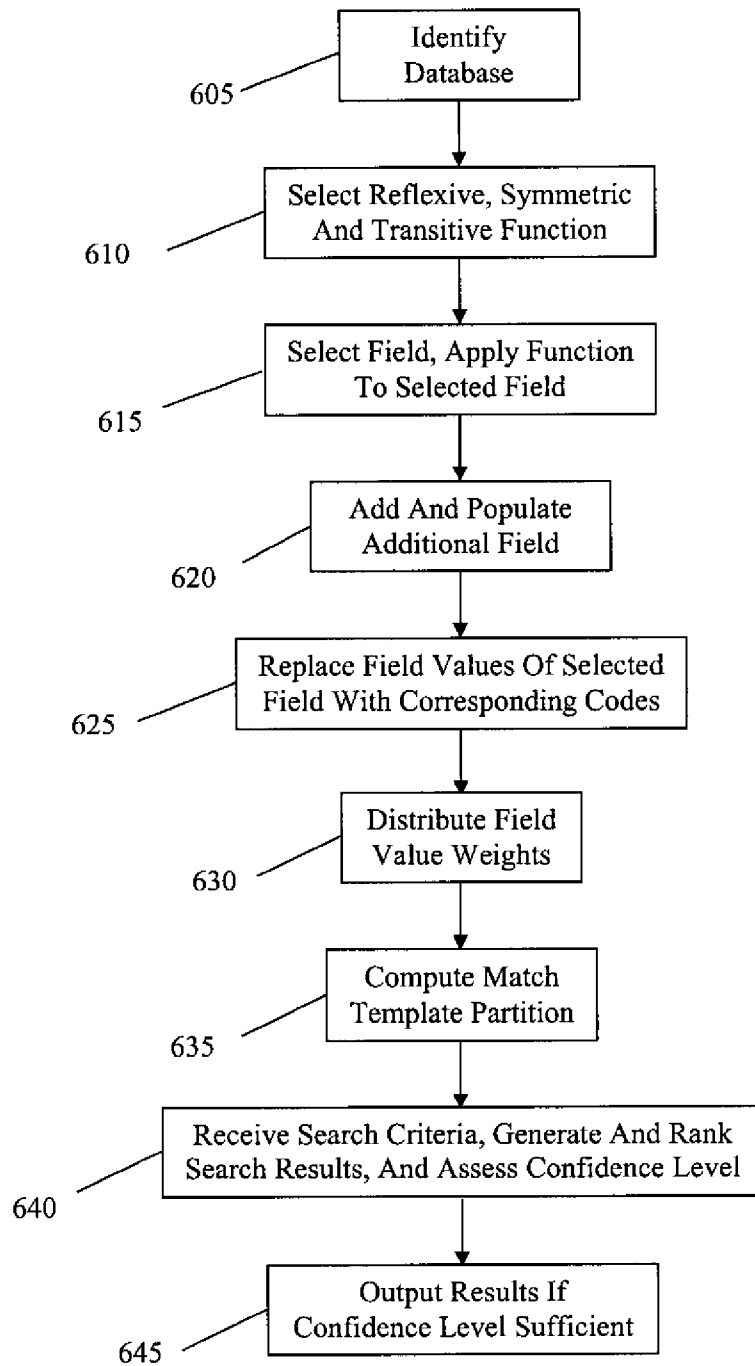 Identify
Database
605
Select Reflexive, Symmetric
And Transitive Function
610
Select Field, Apply Function
To Selected Field
615
Add And Populate
Additional Field
620
Replace Field Values Of Selected
Field With Corresponding Codes
625
Distribute Field
Value Weights
630
Compute Match
Template Partition
635
Receive Search Criteria, Generate And Rank
Search Results, And Assess Confidence Level
640
Output Results If
Confidence Level Sufficient
645